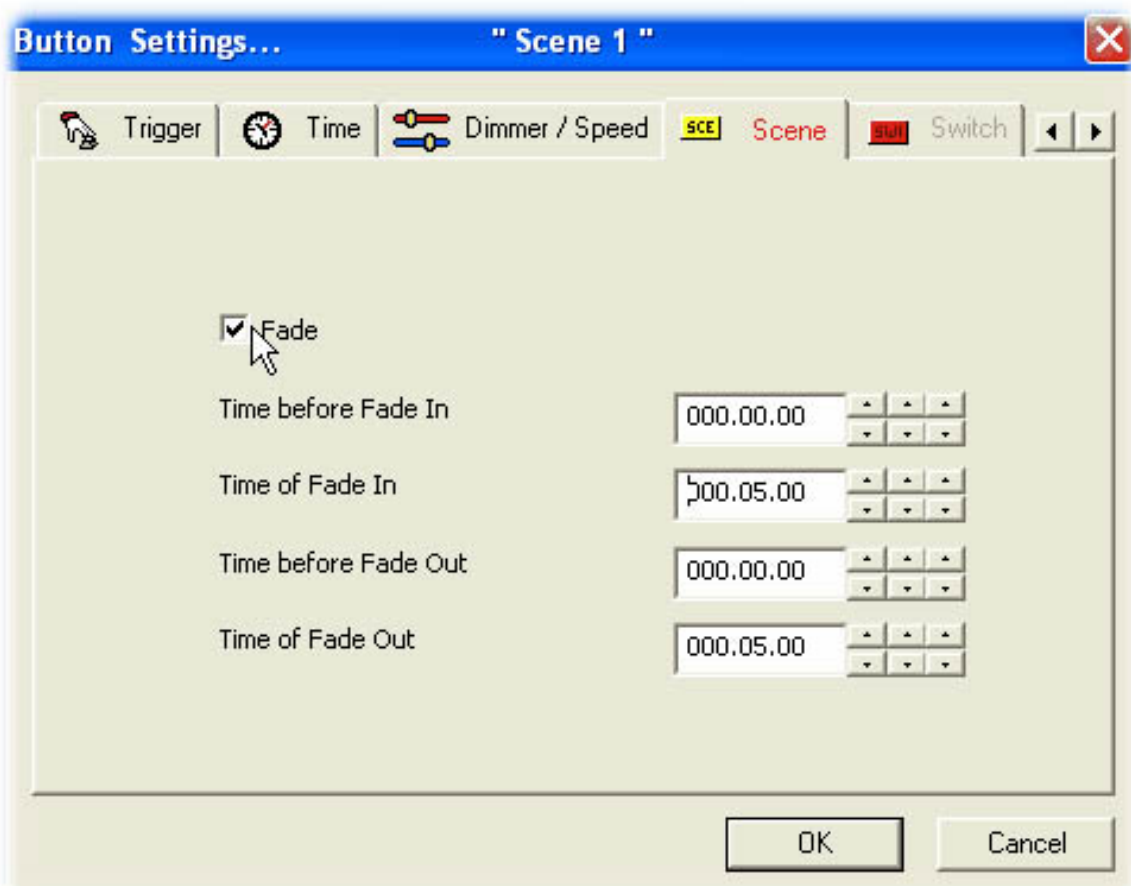 Button Settings... " Scene 1 "
Trigger Time Dimmer / Speed SCE Scene SWI Switch
Fade
Time before Fade In 000.00.00
Time of Fade In 000.05.00
Time before Fade Out 000.00.00
Time of Fade Out 000.05.00
OK Cancel